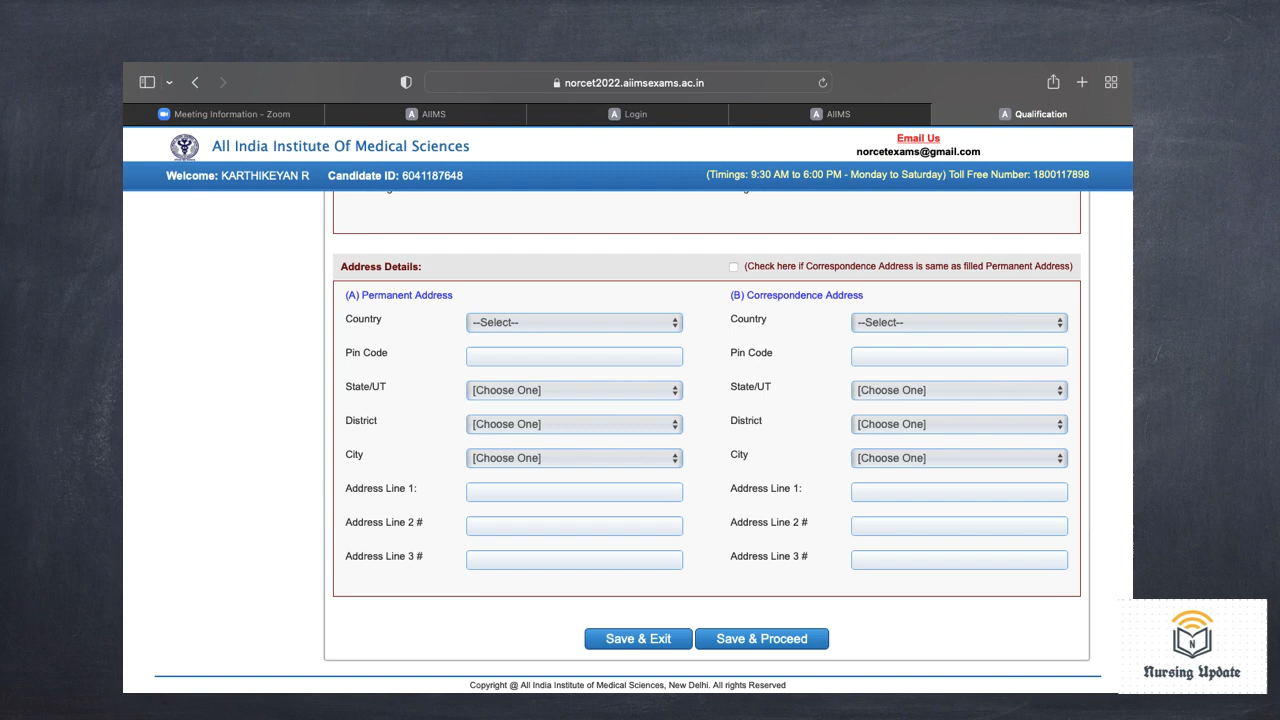 norcet2022.aiimsexams.ac.in
Meeting Information - Zoom
A AIIMS
A Login
A AIIMS
A Qualification
All India Institute Of Medical Sciences
Email Us
norcetexams@gmail.com
Welcome: KARTHIKEYAN R Candidate ID: 6041187648
(Timings: 9:30 AM to 6:00 PM - Monday to Saturday) Toll Free Number: 1800117898
Address Details:
(Check here if Correspondence Address is same as filled Permanent Address)
(A) Permanent Address
Country
--Select--
Pin Code
State/UT
[Choose One]
District
[Choose One]
City
[Choose One]
Address Line 1:
Address Line 2 #
Address Line 3 #
(B) Correspondence Address
Country
--Select--
Pin Code
State/UT
[Choose One]
District
[Choose One]
City
[Choose One]
Address Line 1:
Address Line 2 #
Address Line 3 #
Save & Exit
Save & Proceed
Copyright @ All India Institute of Medical Sciences, New Delhi. All rights Reserved
N
Nursing Update